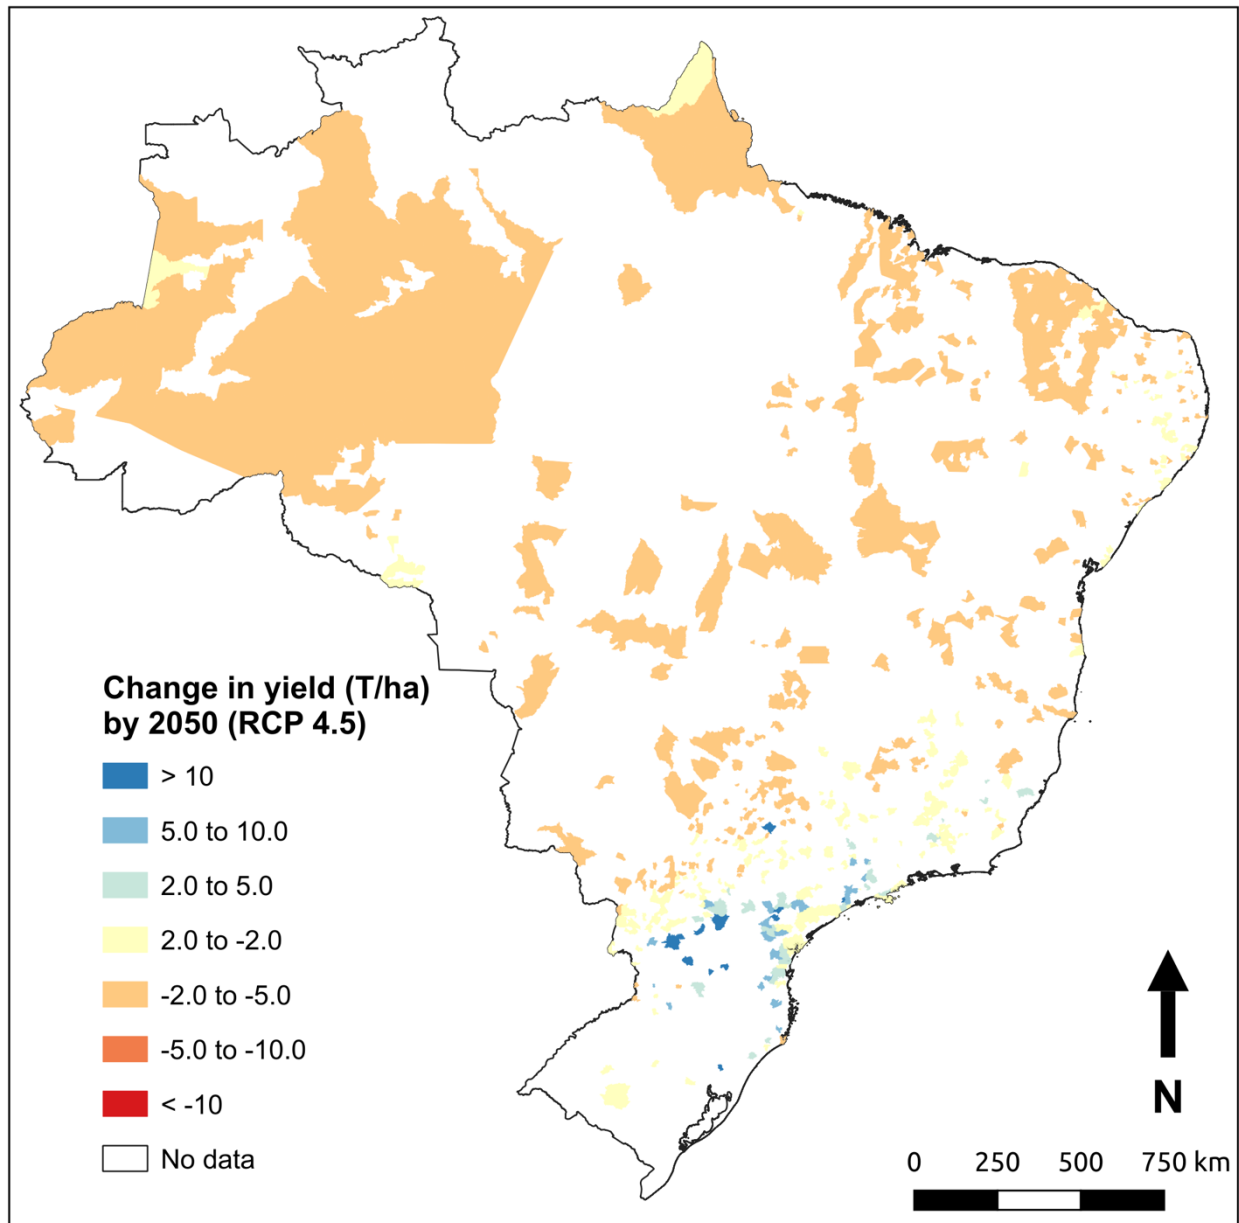 Change in yield (T/ha)
by 2050 (RCP 4.5)
> 10
5.0 to 10.0
2.0 to 5.0
2.0 to -2.0
-2.0 to -5.0
-5.0 to -10.0
< -10
No data
N
0 250 500 750 km